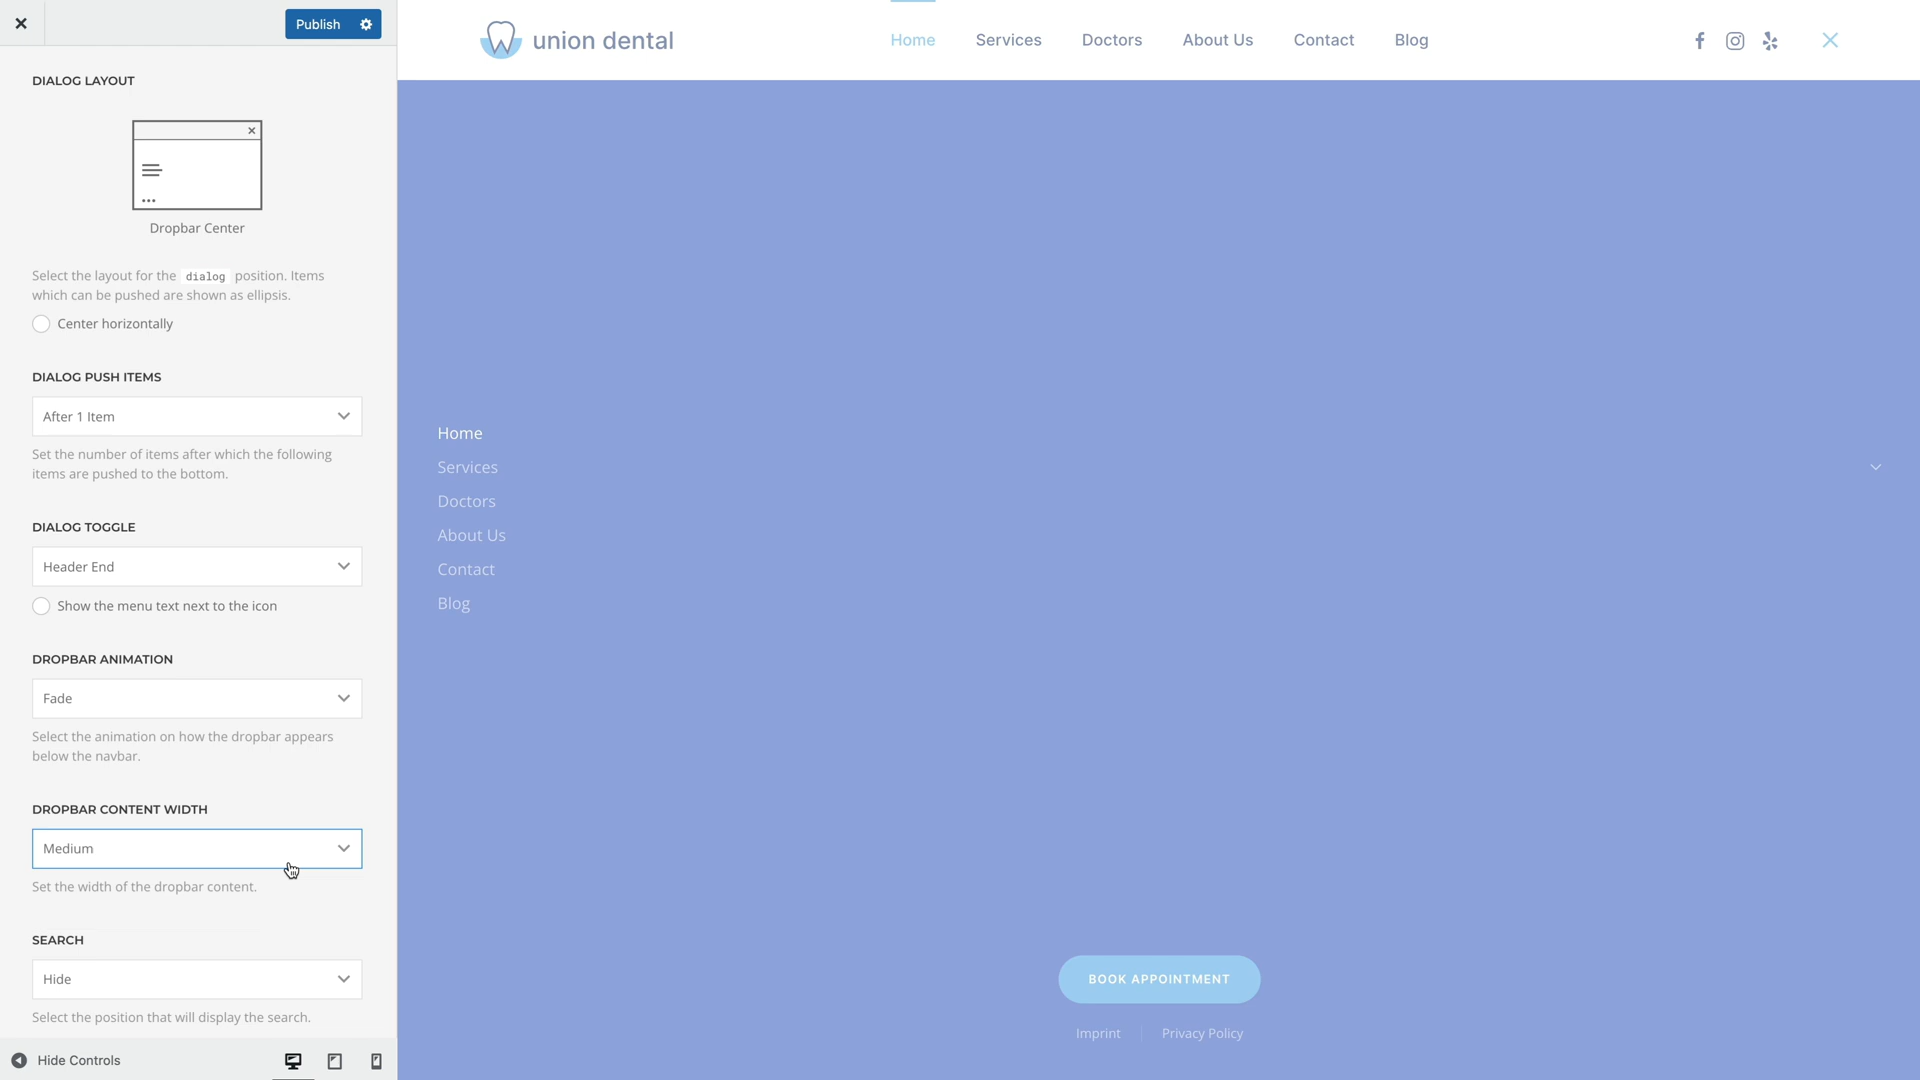 Publish
DIALOG LAYOUT
Dropbar Center
Select the layout for the dialog position. Items
which can be pushed are shown as ellipsis.
Center horizontally
DIALOG PUSH ITEMS
After 1 Item
Set the number of items after which the following
items are pushed to the bottom.
DIALOG TOGGLE
Header End
Show the menu text next to the icon
DROPBAR ANIMATION
Fade
Select the animation on how the dropbar appears
below the navbar.
DROPBAR CONTENT WIDTH
Medium
Set the width of the dropbar content.
SEARCH
Hide
Select the position that will display the search.
Hide Controls
union dental
Home Services Doctors About Us Contact Blog
Home
Services
Doctors
About Us
Contact
Blog
BOOK APPOINTMENT
Imprint Privacy Policy